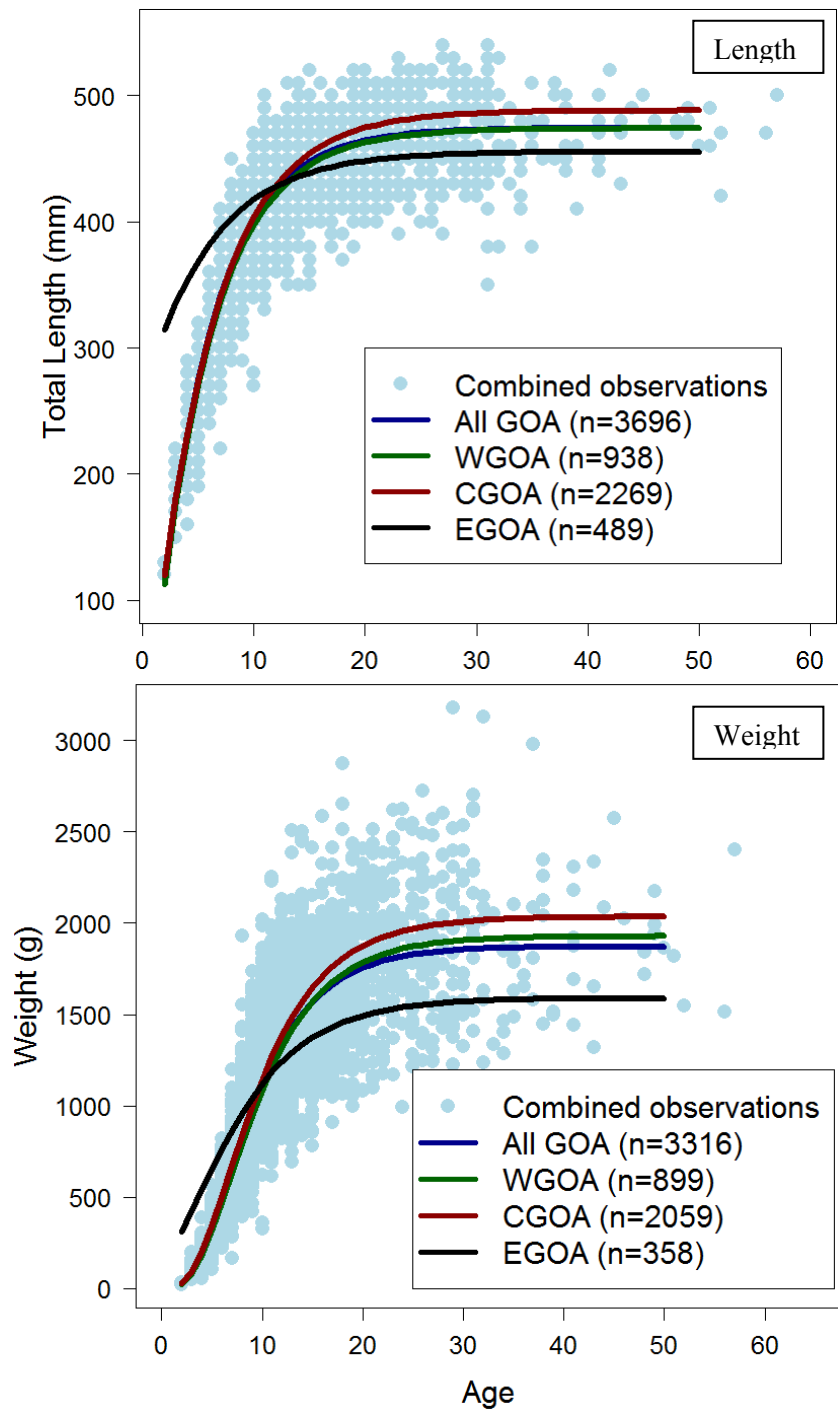 Length
500
400
300
200
100
Total Length (mm)
Combined observations
All GOA (n=3696)
WGOA (n=938)
CGOA (n=2269)
EGOA (n=489)
0 10 20 30 40 50 60
Weight
3000
2500
2000
1500
1000
500
0
Weight (g)
Combined observations
All GOA (n=3316)
WGOA (n=899)
CGOA (n=2059)
EGOA (n=358)
0 10 20 30 40 50 60
Age